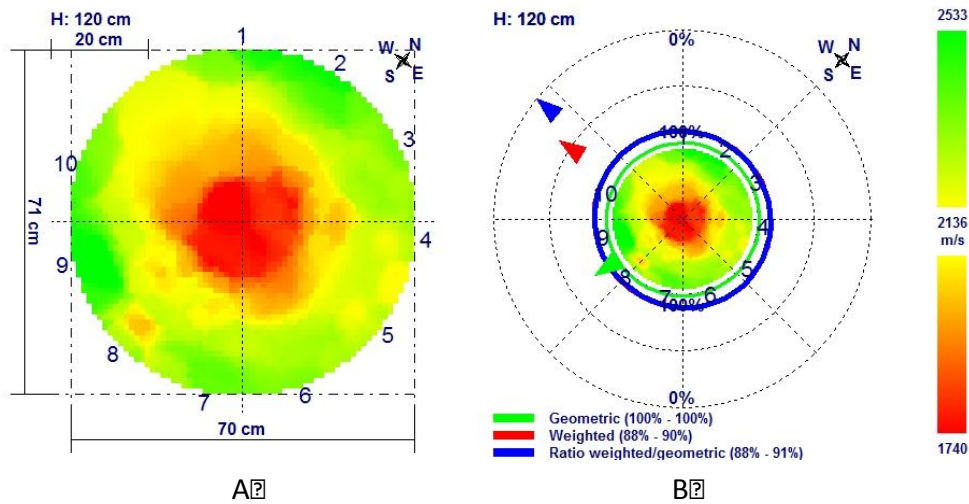 H: 120 cm
20 cm
W N
S E
1
2
3
4
5
6
7
8
9
10
71 cm
70 cm
A⍰
H: 120 cm
0%
W N
S E
100%
2
3
4
5
6
7
8
9
10
100%
0%
Geometric (100% - 100%)
Weighted (88% - 90%)
Ratio weighted/geometric (88% - 91%)
B⍰
2533
2136
m/s
1740